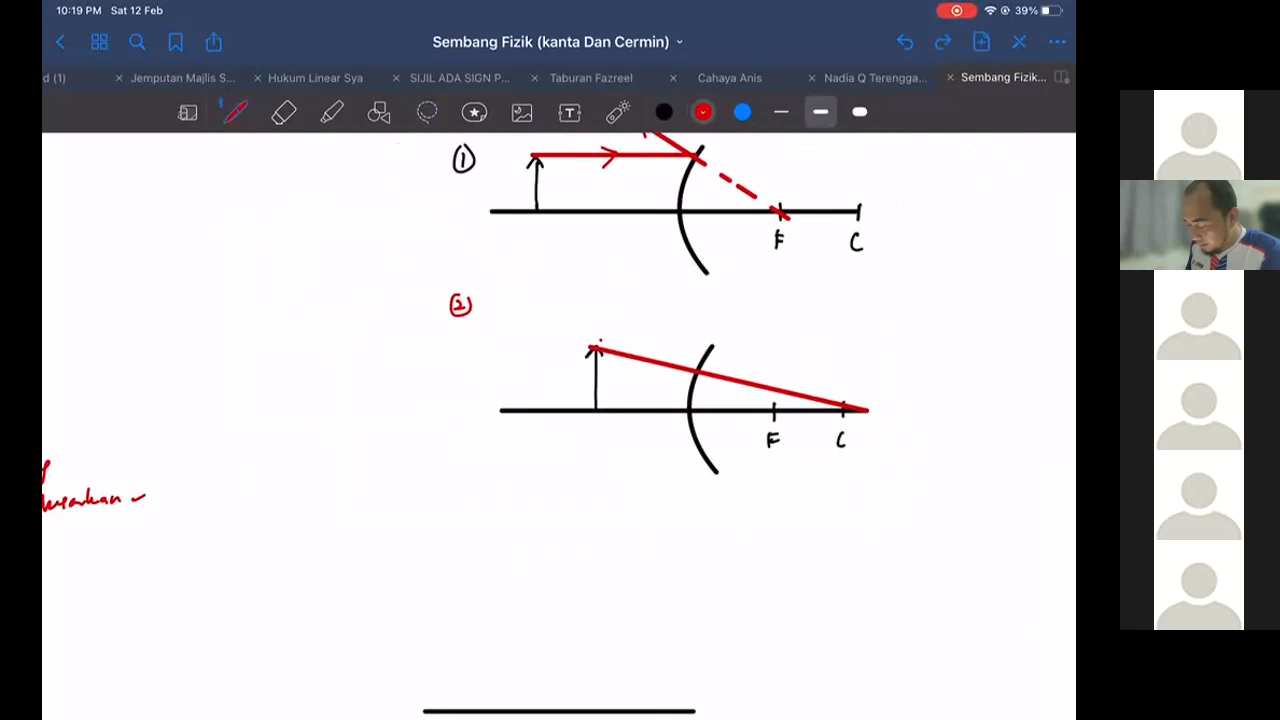 10:19 PM Sat 12 Feb
39%
Sembang Fizik (kanta Dan Cermin)
d (1)
Jemputan Majlis S...
Hukum Linear Sya
SIJIL ADA SIGN P...
Taburan Fazreel
Cahaya Anis
Nadia Q Terengga...
Sembang Fizik...
T
1
F C
2
F C